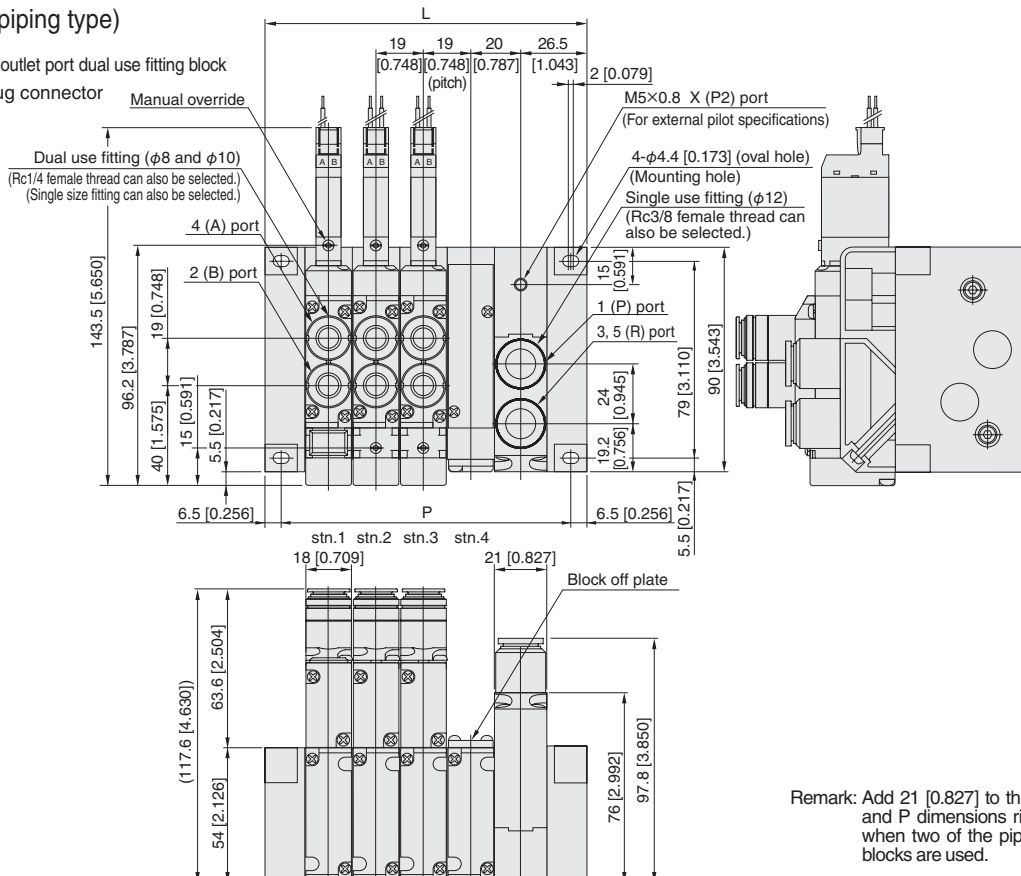 piping type)
outlet port dual use fitting block
ug connector
L
19
19
20
26.5
[0.748]
[0.748]
[0.787]
[1.043]
(pitch)
2 [0.079]
Manual override
M5×0.8 X (P2) port
(For external pilot specifications)
Dual use fitting (φ8 and φ10)
(Rc1/4 female thread can also be selected.)
(Single size fitting can also be selected.)
A B
A B
A B
4-φ4.4 [0.173] (oval hole)
(Mounting hole)
Single use fitting (φ12)
(Rc3/8 female thread can
also be selected.)
4 (A) port
2 (B) port
15
[0.591]
1 (P) port
3, 5 (R) port
143.5 [5.650]
96.2 [3.787]
19 [0.748]
40 [1.575]
15 [0.591]
5.5 [0.217]
24
[0.945]
19.2
[0.756]
79 [3.110]
90 [3.543]
5.5 [0.217]
6.5 [0.256]
P
6.5 [0.256]
stn.1 stn.2 stn.3 stn.4
18 [0.709]
21 [0.827]
Block off plate
(117.6 [4.630])
63.6 [2.504]
54 [2.126]
76 [2.992]
97.8 [3.850]
Remark: Add 21 [0.827] to th
and P dimensions ri
when two of the pip
blocks are used.